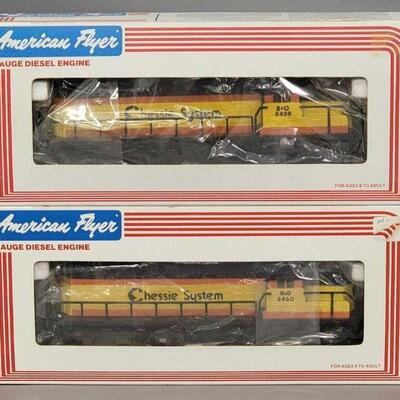 American Flyer
GAUGE DIESEL ENGINE
Chessie System
B&O
8459
FOR AGES 8 TO ADULT
American Flyer
AUGE DIESEL ENGINE
Chessie System
B&O
8460
FOR AGES 8 TO ADULT